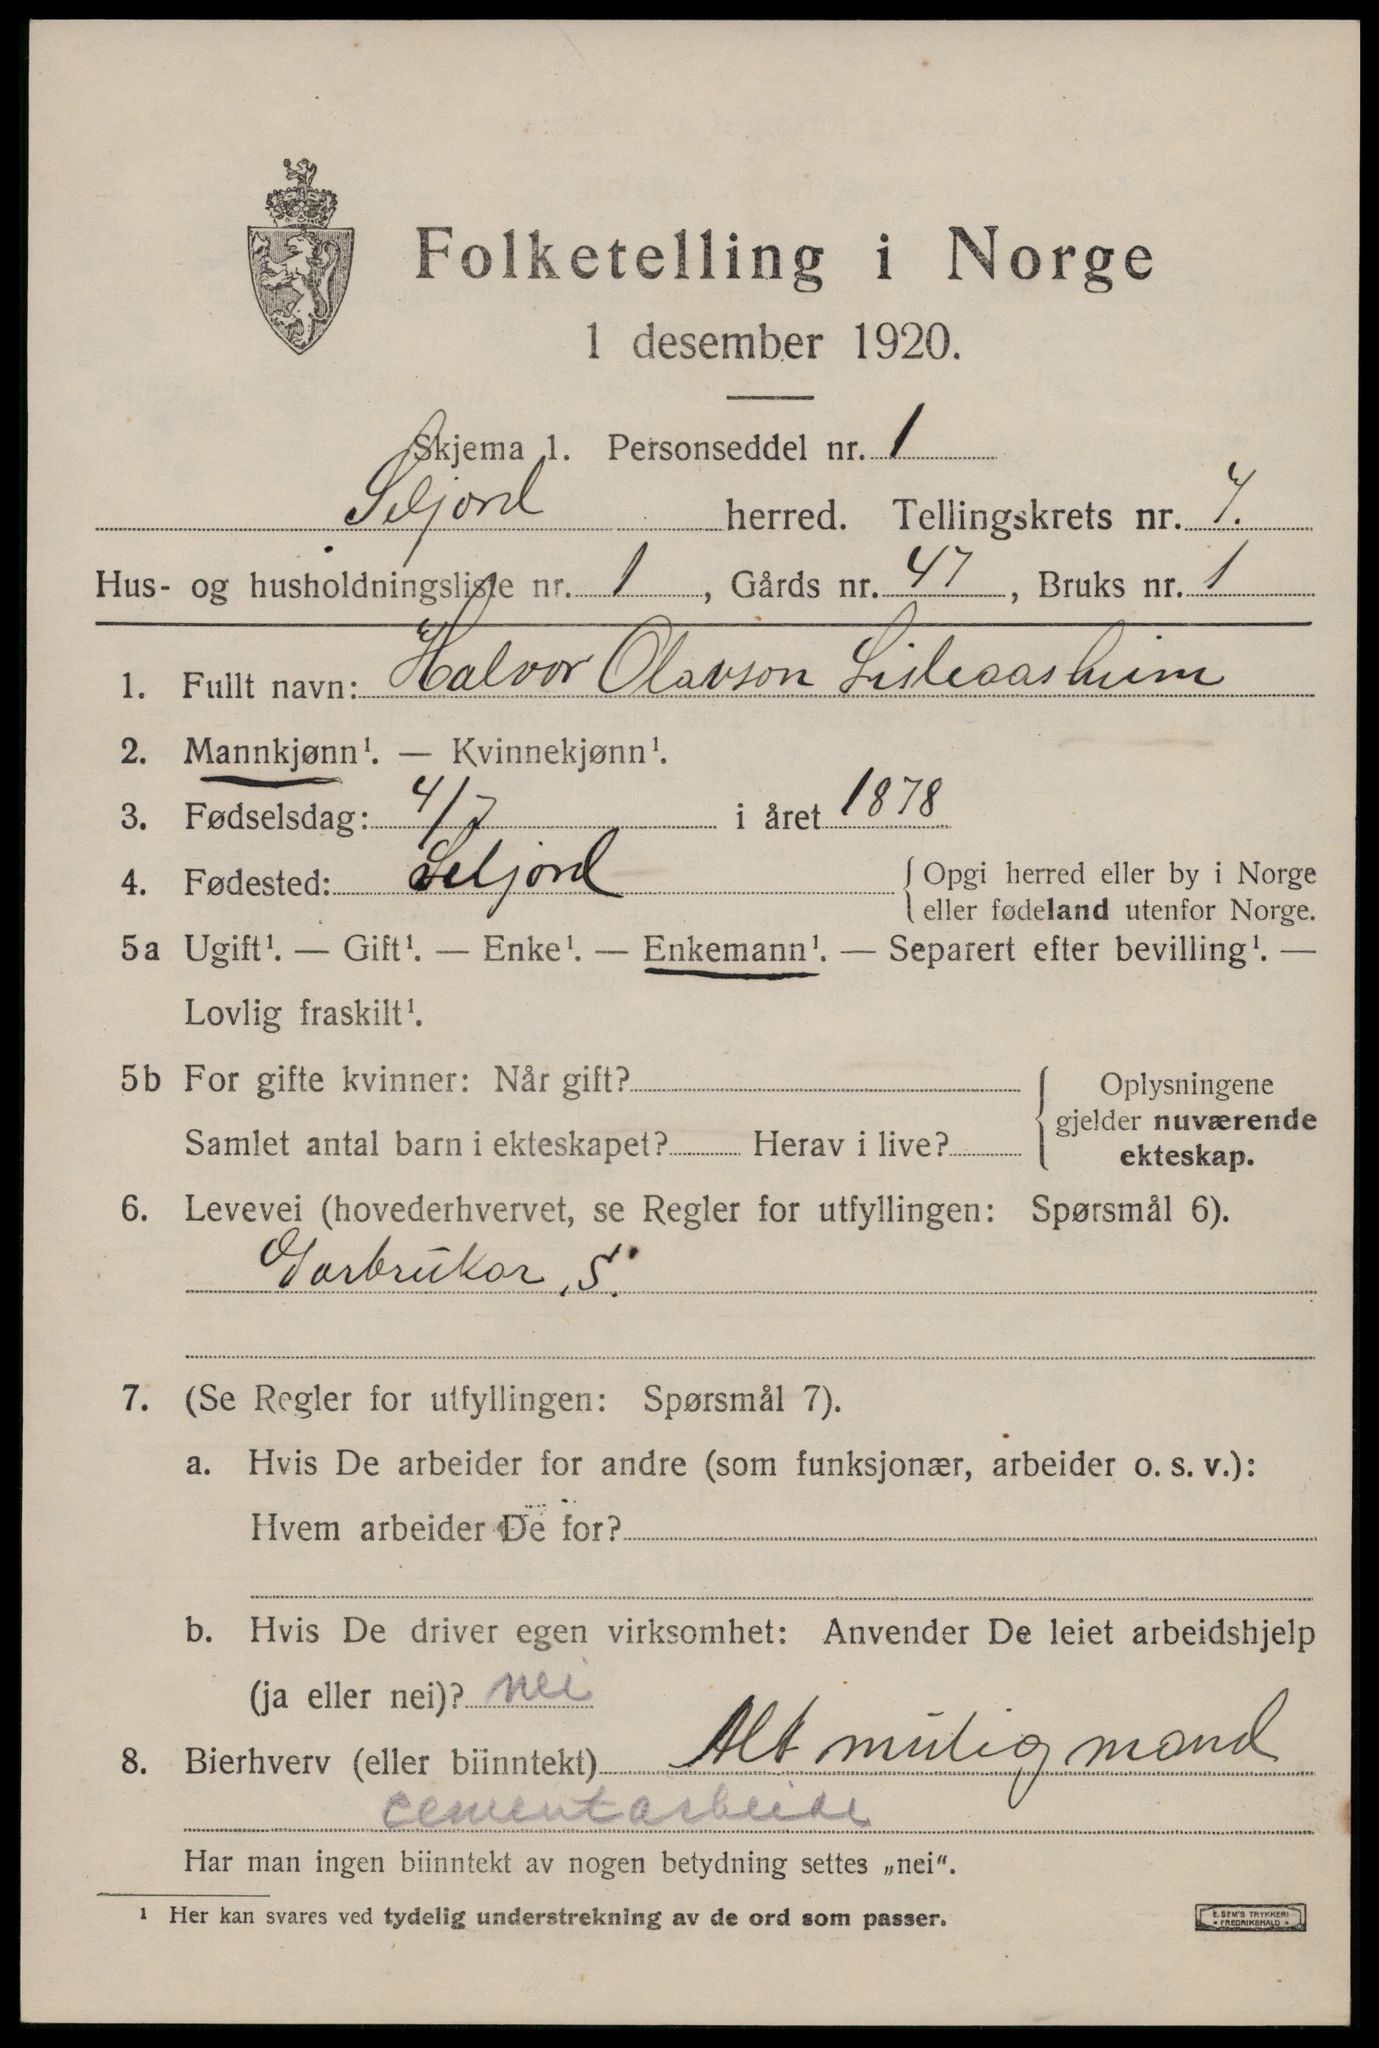 Folketelling i Norge
1 desember 1920.
Skjema 1. Personseddel nr. 1
Seljord herred. Tellingskrets nr. 7.
Hus- og husholdningsliste nr. 1, Gårds nr. 47, Bruks nr. 1
1. Fullt navn: Halvor Olavson Lisleaasheim
2. Mannkjønn¹. — Kvinnekjønn¹.
3. Fødselsdag: 4/7 i året 1878
4. Fødested: Seljord {Opgi herred eller by i Norge
eller fødeland utenfor Norge.
5a Ugift¹. — Gift¹. — Enke¹. — Enkemann¹. — Separert efter bevilling¹. —
Lovlig fraskilt¹.
5b For gifte kvinner: Når gift? Oplysningene
gjelder nuværende
Samlet antal barn i ekteskapet? Herav i live? ekteskap.
6. Levevei (hovederhvervet, se Regler for utfyllingen: Spørsmål 6).
Garbrukar, S.
7. (Se Regler for utfyllingen: Spørsmål 7).
a. Hvis De arbeider for andre (som funksjonær, arbeider o. s. v.):
Hvem arbeider De for?
b. Hvis De driver egen virksomhet: Anvender De leiet arbeidshjelp
(ja eller nei)? nei
8. Bierhverv (eller biinntekt) Alt mulig mand
cementarbeide
Har man ingen biinntekt av nogen betydning settes „nei“.
¹ Her kan svares ved tydelig understrekning av de ord som passer.
E. SEM'S TRYKKERI
• FREDRIKSHALD •